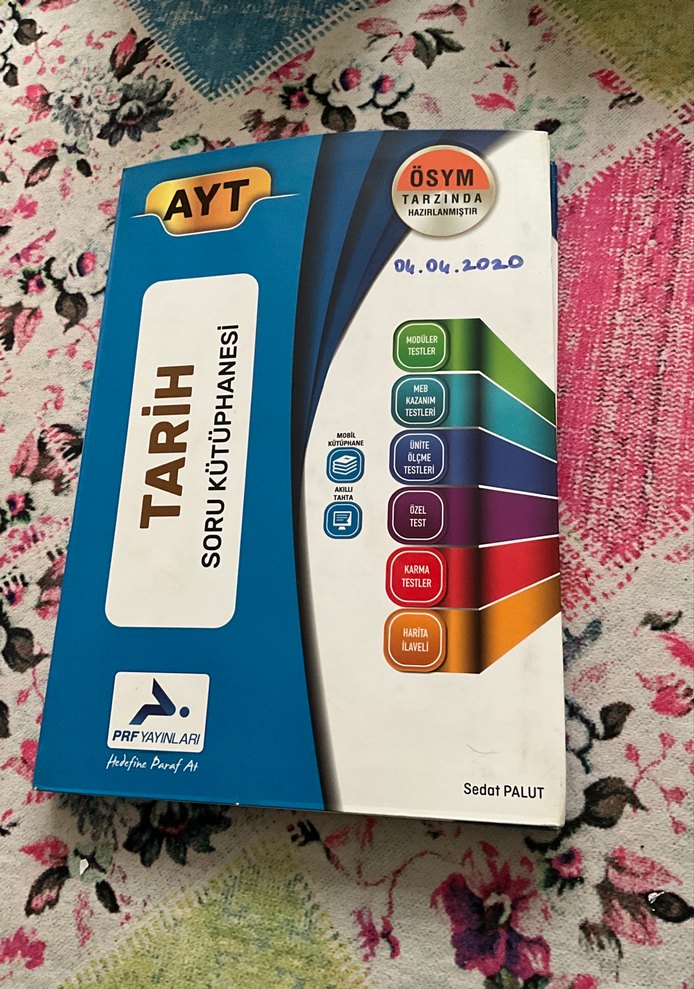 AYT
ÖSYM
TARZINDA
HAZIRLANMIŞTIR
04.04.2020
TARİH
SORU KÜTÜPHANESİ
MODÜLER
TESTLER
MEB
KAZANIM
TESTLERİ
MOBİL
KÜTÜPHANE
ÜNİTE
ÖLÇME
TESTLERİ
AKILLI
TAHTA
ÖZEL
TEST
KARMA
TESTLER
HARİTA
İLAVELİ
PRF YAYINLARI
Hedefine Paraf At
Sedat PALUT